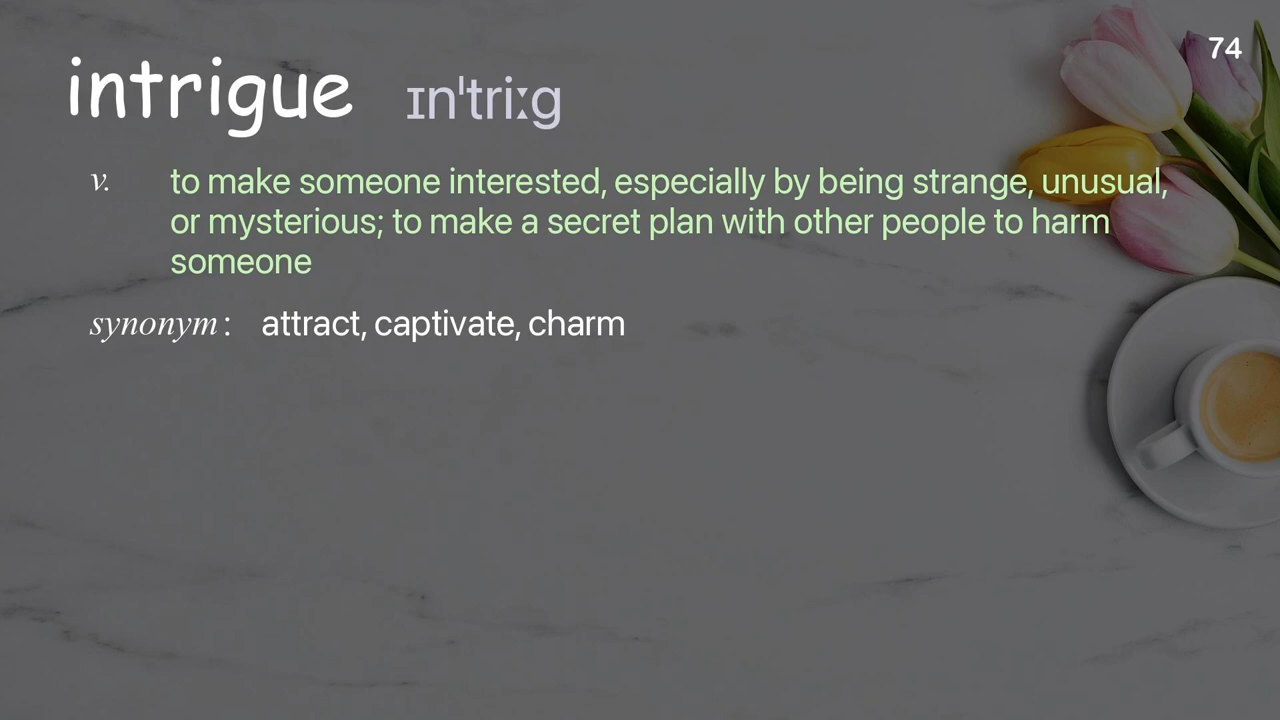 74
intrigue ɪnˈtriːg
v. to make someone interested, especially by being strange, unusual,
or mysterious; to make a secret plan with other people to harm
someone
synonym : attract, captivate, charm